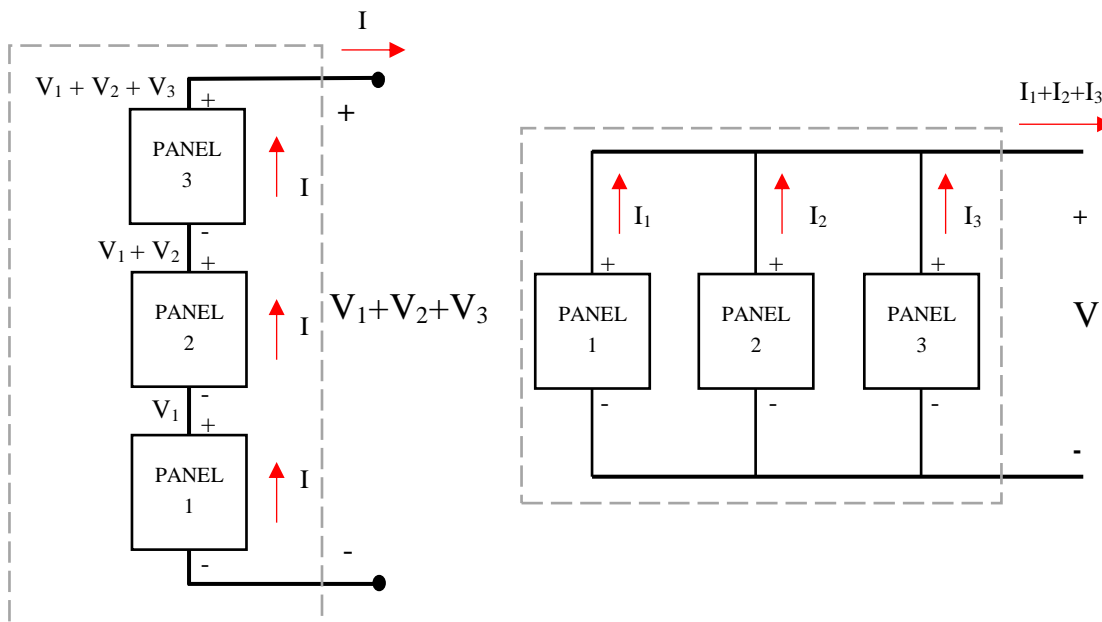 I
V₁ + V₂ + V₃
+
+
PANEL
3
I
-
V₁ + V₂
+
PANEL
2
I
V₁+V₂+V₃
-
V₁
+
PANEL
1
I
-
-
I₁+I₂+I₃
I₁
I₂
I₃
+
+
+
+
PANEL
1
PANEL
2
PANEL
3
V
-
-
-
-